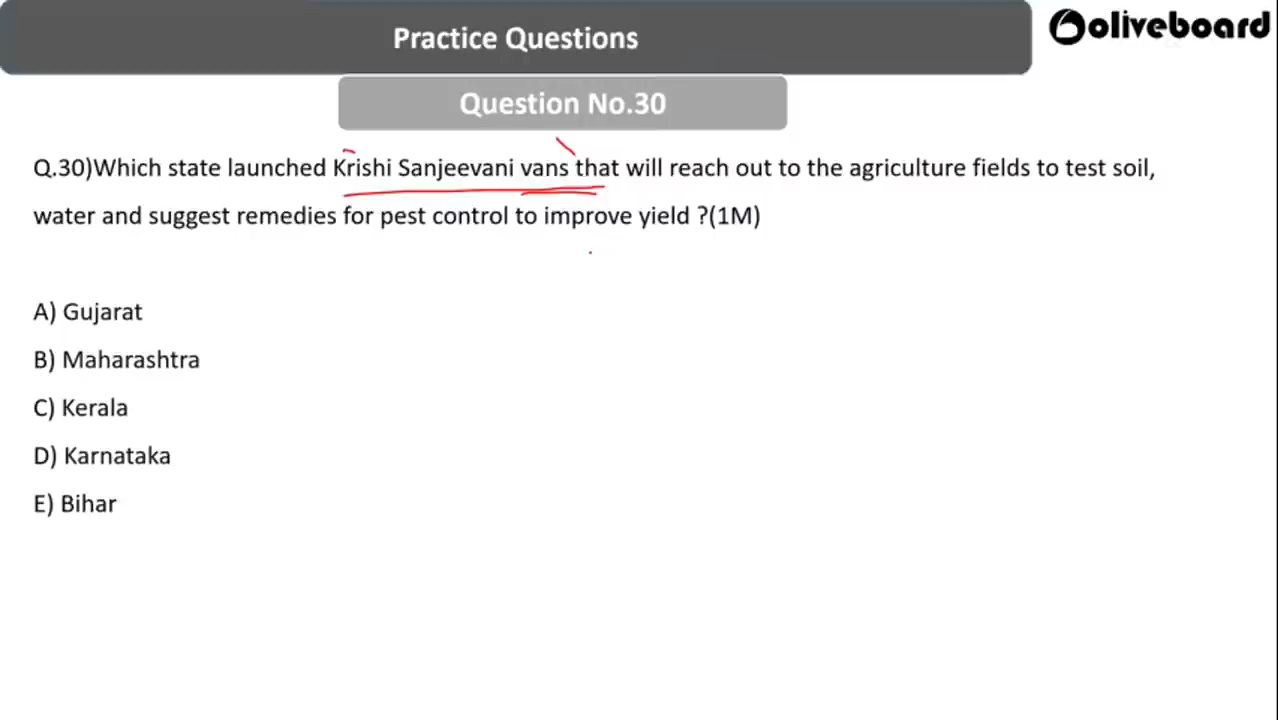 Practice Questions
oliveboard
Question No.30
Q.30)Which state launched Krishi Sanjeevani vans that will reach out to the agriculture fields to test soil,
water and suggest remedies for pest control to improve yield ?(1M)
A) Gujarat
B) Maharashtra
C) Kerala
D) Karnataka
E) Bihar